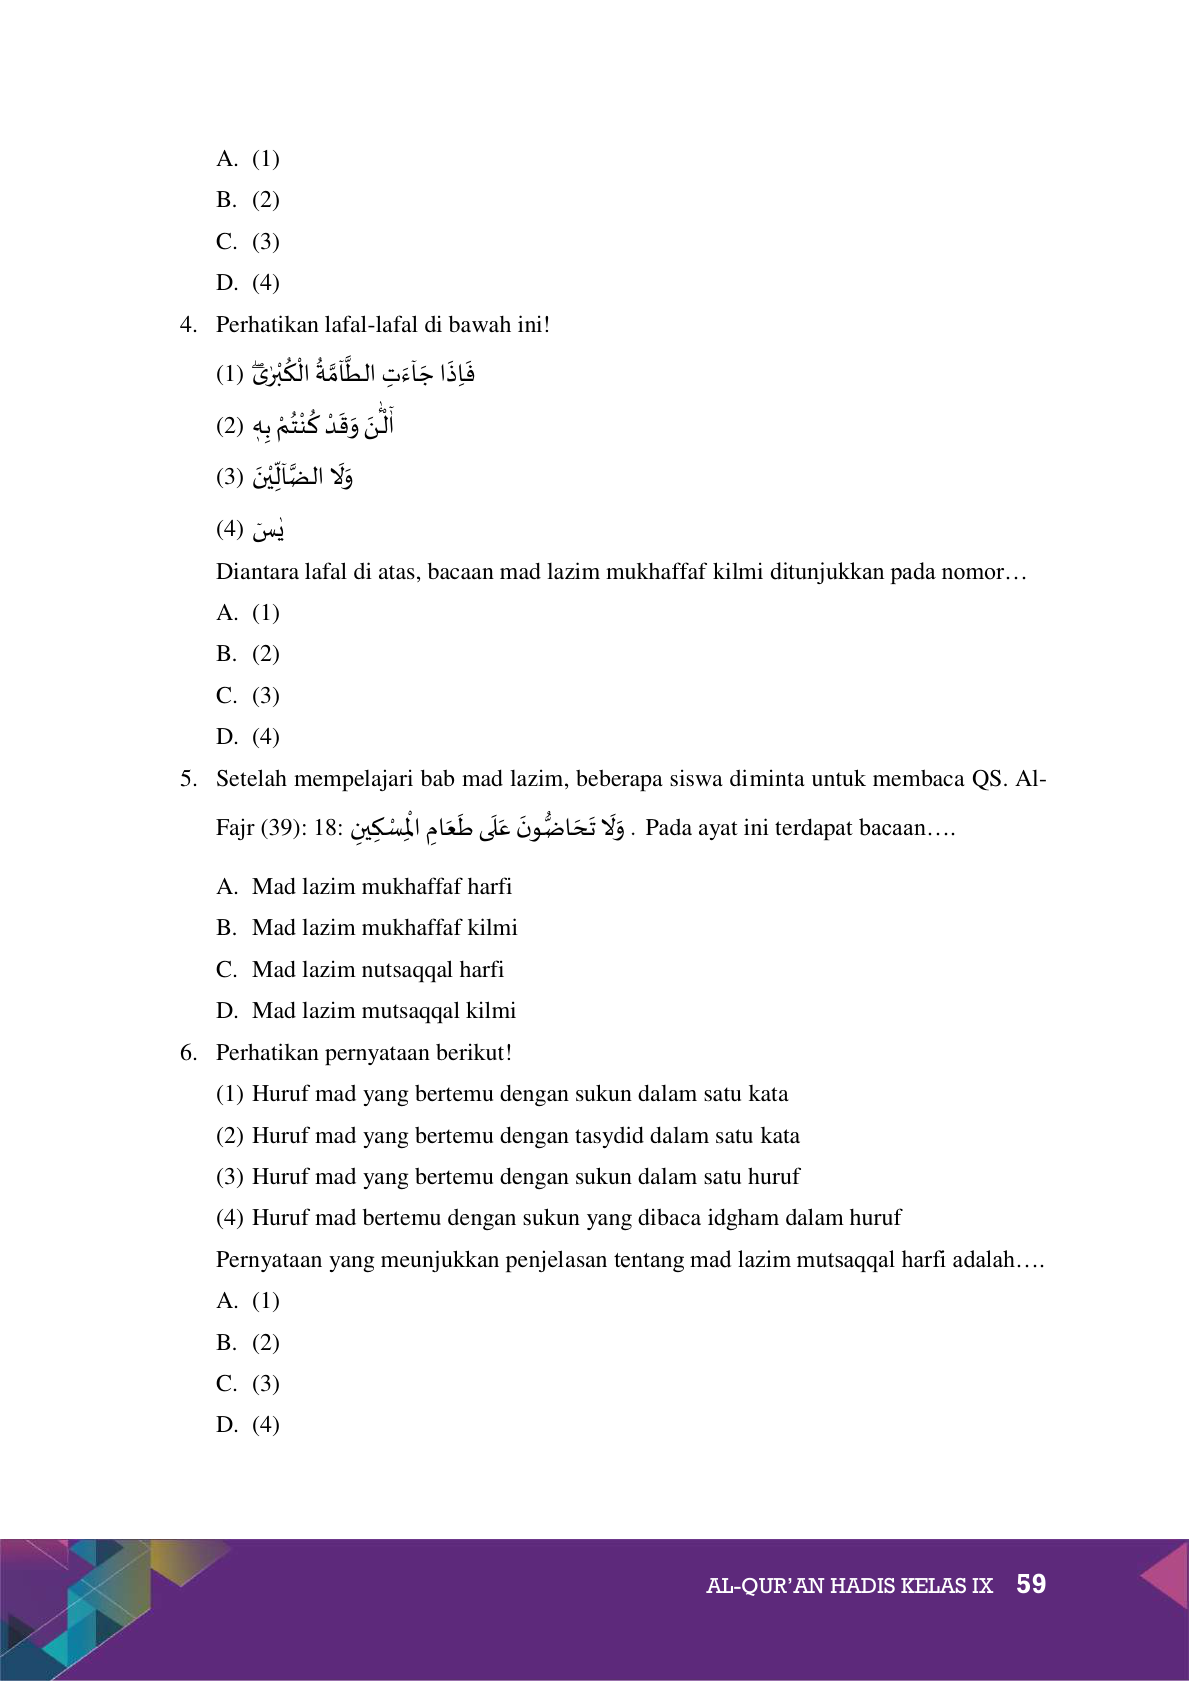 A. (1)
B. (2)
C. (3)
D. (4)
4. Perhatikan lafal-lafal di bawah ini!
(1) فَاِذَا جَاۤءَتِ الطَّاۤمَّةُ الْكُبْرٰىۖ
(2) اٰۤلْـٰٔنَ وَقَدْ كُنْتُمْ بِهٖ
(3) وَلَا الضَّاۤلِّيْنَ
(4) يٰسۤ
Diantara lafal di atas, bacaan mad lazim mukhaffaf kilmi ditunjukkan pada nomor…
A. (1)
B. (2)
C. (3)
D. (4)
5. Setelah mempelajari bab mad lazim, beberapa siswa diminta untuk membaca QS. Al-
Fajr (39): 18: وَلَا تَحَاضُّونَ عَلَى طَعَامِ الْمِسْكِينِ . Pada ayat ini terdapat bacaan….
A. Mad lazim mukhaffaf harfi
B. Mad lazim mukhaffaf kilmi
C. Mad lazim nutsaqqal harfi
D. Mad lazim mutsaqqal kilmi
6. Perhatikan pernyataan berikut!
(1) Huruf mad yang bertemu dengan sukun dalam satu kata
(2) Huruf mad yang bertemu dengan tasydid dalam satu kata
(3) Huruf mad yang bertemu dengan sukun dalam satu huruf
(4) Huruf mad bertemu dengan sukun yang dibaca idgham dalam huruf
Pernyataan yang meunjukkan penjelasan tentang mad lazim mutsaqqal harfi adalah….
A. (1)
B. (2)
C. (3)
D. (4)
AL-QUR’AN HADIS KELAS IX 59